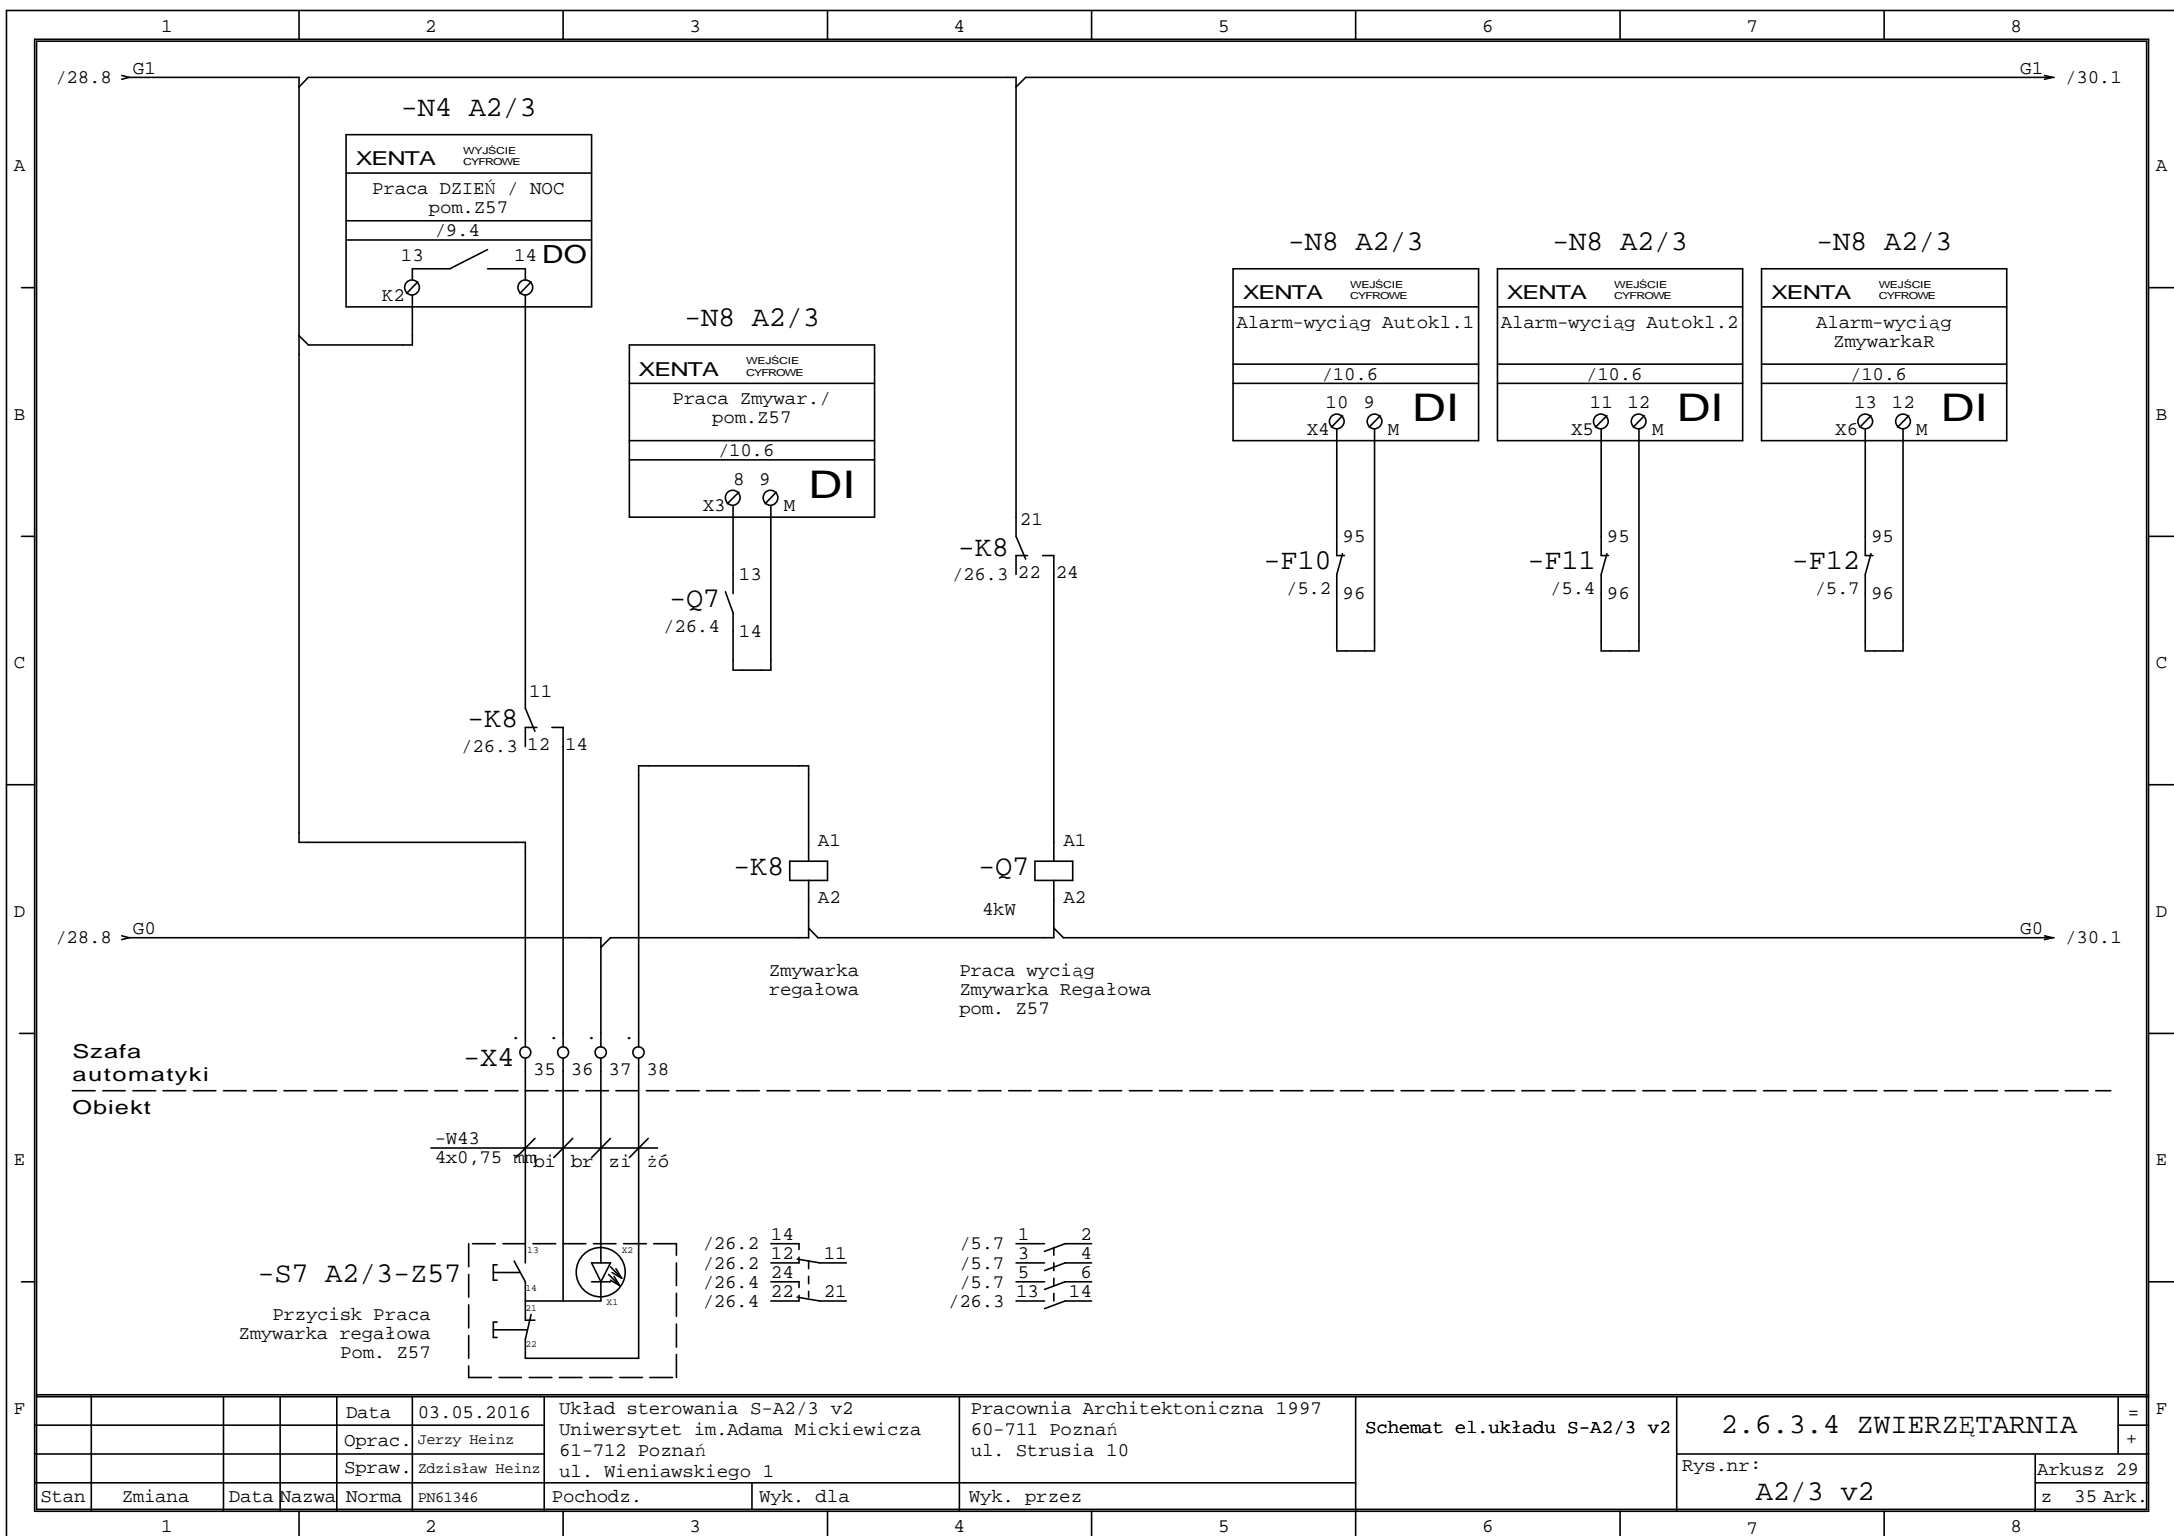 1 2 3 4 5 6 7 8
/28.8 G1 G1 /30.1
-N4 A2/3
XENTA WYJŚCIE CYFROWE
Praca DZIEŃ / NOC
pom.Z57
/9.4
13 14 DO
K2
-N8 A2/3
XENTA WEJŚCIE CYFROWE
Praca Zmywar./
pom.Z57
/10.6
8 9 DI
X3 M
13
-Q7
/26.4 14
-N8 A2/3
XENTA WEJŚCIE CYFROWE
Alarm-wyciąg Autokl.1
/10.6
10 9 DI
X4 M
95
-F10
/5.2 96
-N8 A2/3
XENTA WEJŚCIE CYFROWE
Alarm-wyciąg Autokl.2
/10.6
11 12 DI
X5 M
95
-F11
/5.4 96
-N8 A2/3
XENTA WEJŚCIE CYFROWE
Alarm-wyciąg
ZmywarkaR
/10.6
13 12 DI
X6 M
95
-F12
/5.7 96
21
-K8
/26.3 22 24
11
-K8
/26.3 12 14
A1
-K8
A2
A1
-Q7
A2
4kW
/28.8 G0 G0 /30.1
Zmywarka
regałowa
Praca wyciąg
Zmywarka Regałowa
pom. Z57
-X4 35 36 37 38
Szafa
automatyki
Obiekt
-W43
4x0,75 mm bi br zi żó
13 X2
-S7 A2/3-Z57
14 X1
21
22
Przycisk Praca
Zmywarka regałowa
Pom. Z57
/26.2 14
/26.2 12 11
/26.4 24
/26.4 22 21
/5.7 1 2
/5.7 3 4
/5.7 5 6
/26.3 13 14
A A
B B
C C
D D
E E
F F
Data 03.05.2016
Oprac. Jerzy Heinz
Spraw. Zdzisław Heinz
Stan Zmiana Data Nazwa Norma PN61346
Układ sterowania S-A2/3 v2
Uniwersytet im.Adama Mickiewicza
61-712 Poznań
ul. Wieniawskiego 1
Pochodz. Wyk. dla
Pracownia Architektoniczna 1997
60-711 Poznań
ul. Strusia 10
Wyk. przez
Schemat el.układu S-A2/3 v2
2.6.3.4 ZWIERZĘTARNIA
=
+
Rys.nr:
A2/3 v2
Arkusz 29
z 35 Ark.
1 2 3 4 5 6 7 8